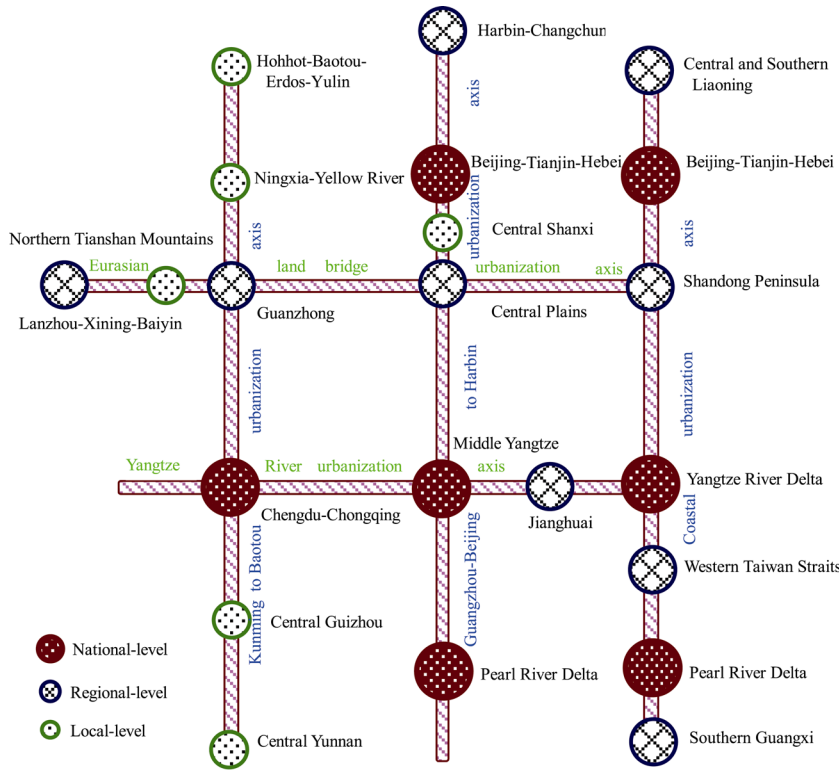 Harbin-Changchun
Hohhot-Baotou-
Erdos-Yulin
Central and Southern
Liaoning
axis
Beijing-Tianjin-Hebei
Beijing-Tianjin-Hebei
Ningxia-Yellow River
urbanization
Central Shanxi
axis
axis
Northern Tianshan Mountains
Eurasian land bridge urbanization axis
Shandong Peninsula
Lanzhou-Xining-Baiyin
Guanzhong
Central Plains
urbanization
to Harbin
urbanization
Middle Yangtze
Yangtze River urbanization axis
Yangtze River Delta
Chengdu-Chongqing
Jianghuai
Coastal
Kunming to Baotou
Guangzhou-Beijing
Western Taiwan Straits
Central Guizhou
National-level
Pearl River Delta
Pearl River Delta
Regional-level
Local-level
Central Yunnan
Southern Guangxi